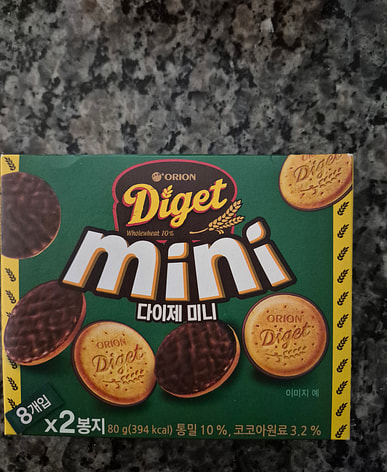 ORION
Diget
Wholewheat 10%
mini
다이제 미니
ORION
Diget
ORION
Diget
ORION
Diget
이미지 예
8개입
x2봉지 80 g(394 kcal) 통밀 10 %, 코코아원료 3.2 %